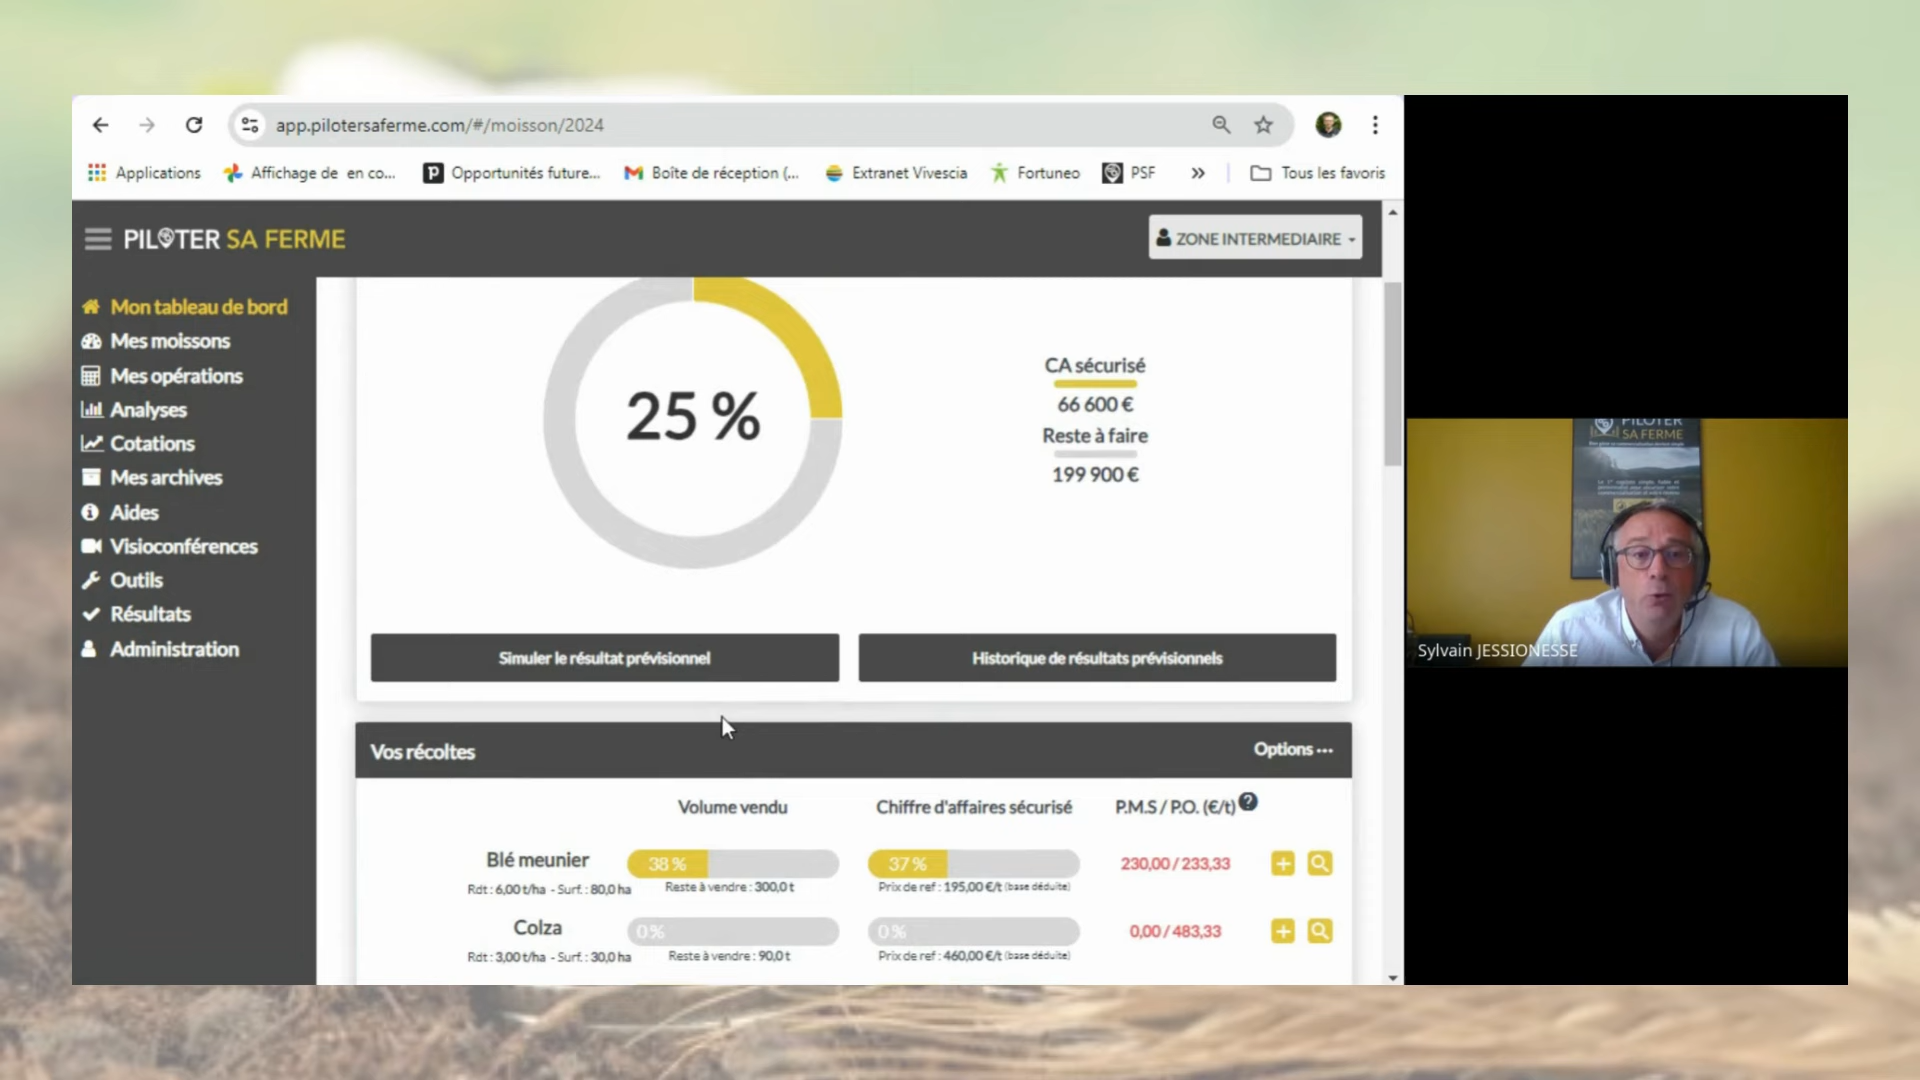 app.pilotersaferme.com/#/moisson/2024
Applications
Affichage de en co...
Opportunités future...
Boîte de réception (...
Extranet Vivescia
Fortuneo
PSF
»
Tous les favoris
PILOTER SA FERME
ZONE INTERMEDIAIRE
Mon tableau de bord
Mes moissons
Mes opérations
Analyses
Cotations
Mes archives
Aides
Visioconférences
Outils
Résultats
Administration
25 %
CA sécurisé
66 600 €
Reste à faire
199 900 €
Simuler le résultat prévisionnel
Historique de résultats prévisionnels
Vos récoltes
Options ...
Volume vendu
Chiffre d'affaires sécurisé
P.M.S / P.O. (€/t)
Blé meunier
38 %
37 %
230,00 / 233,33
Rdt : 6,00 t/ha - Surf. : 80,0 ha
Reste à vendre : 300,0 t
Prix de ref : 195,00 €/t (base déduite)
Colza
0 %
0 %
0,00 / 483,33
Rdt : 3,00 t/ha - Surf. : 30,0 ha
Reste à vendre : 90,0 t
Prix de ref : 460,00 €/t (base déduite)
PILOTER
SA FERME
Sylvain JESSIONESSE